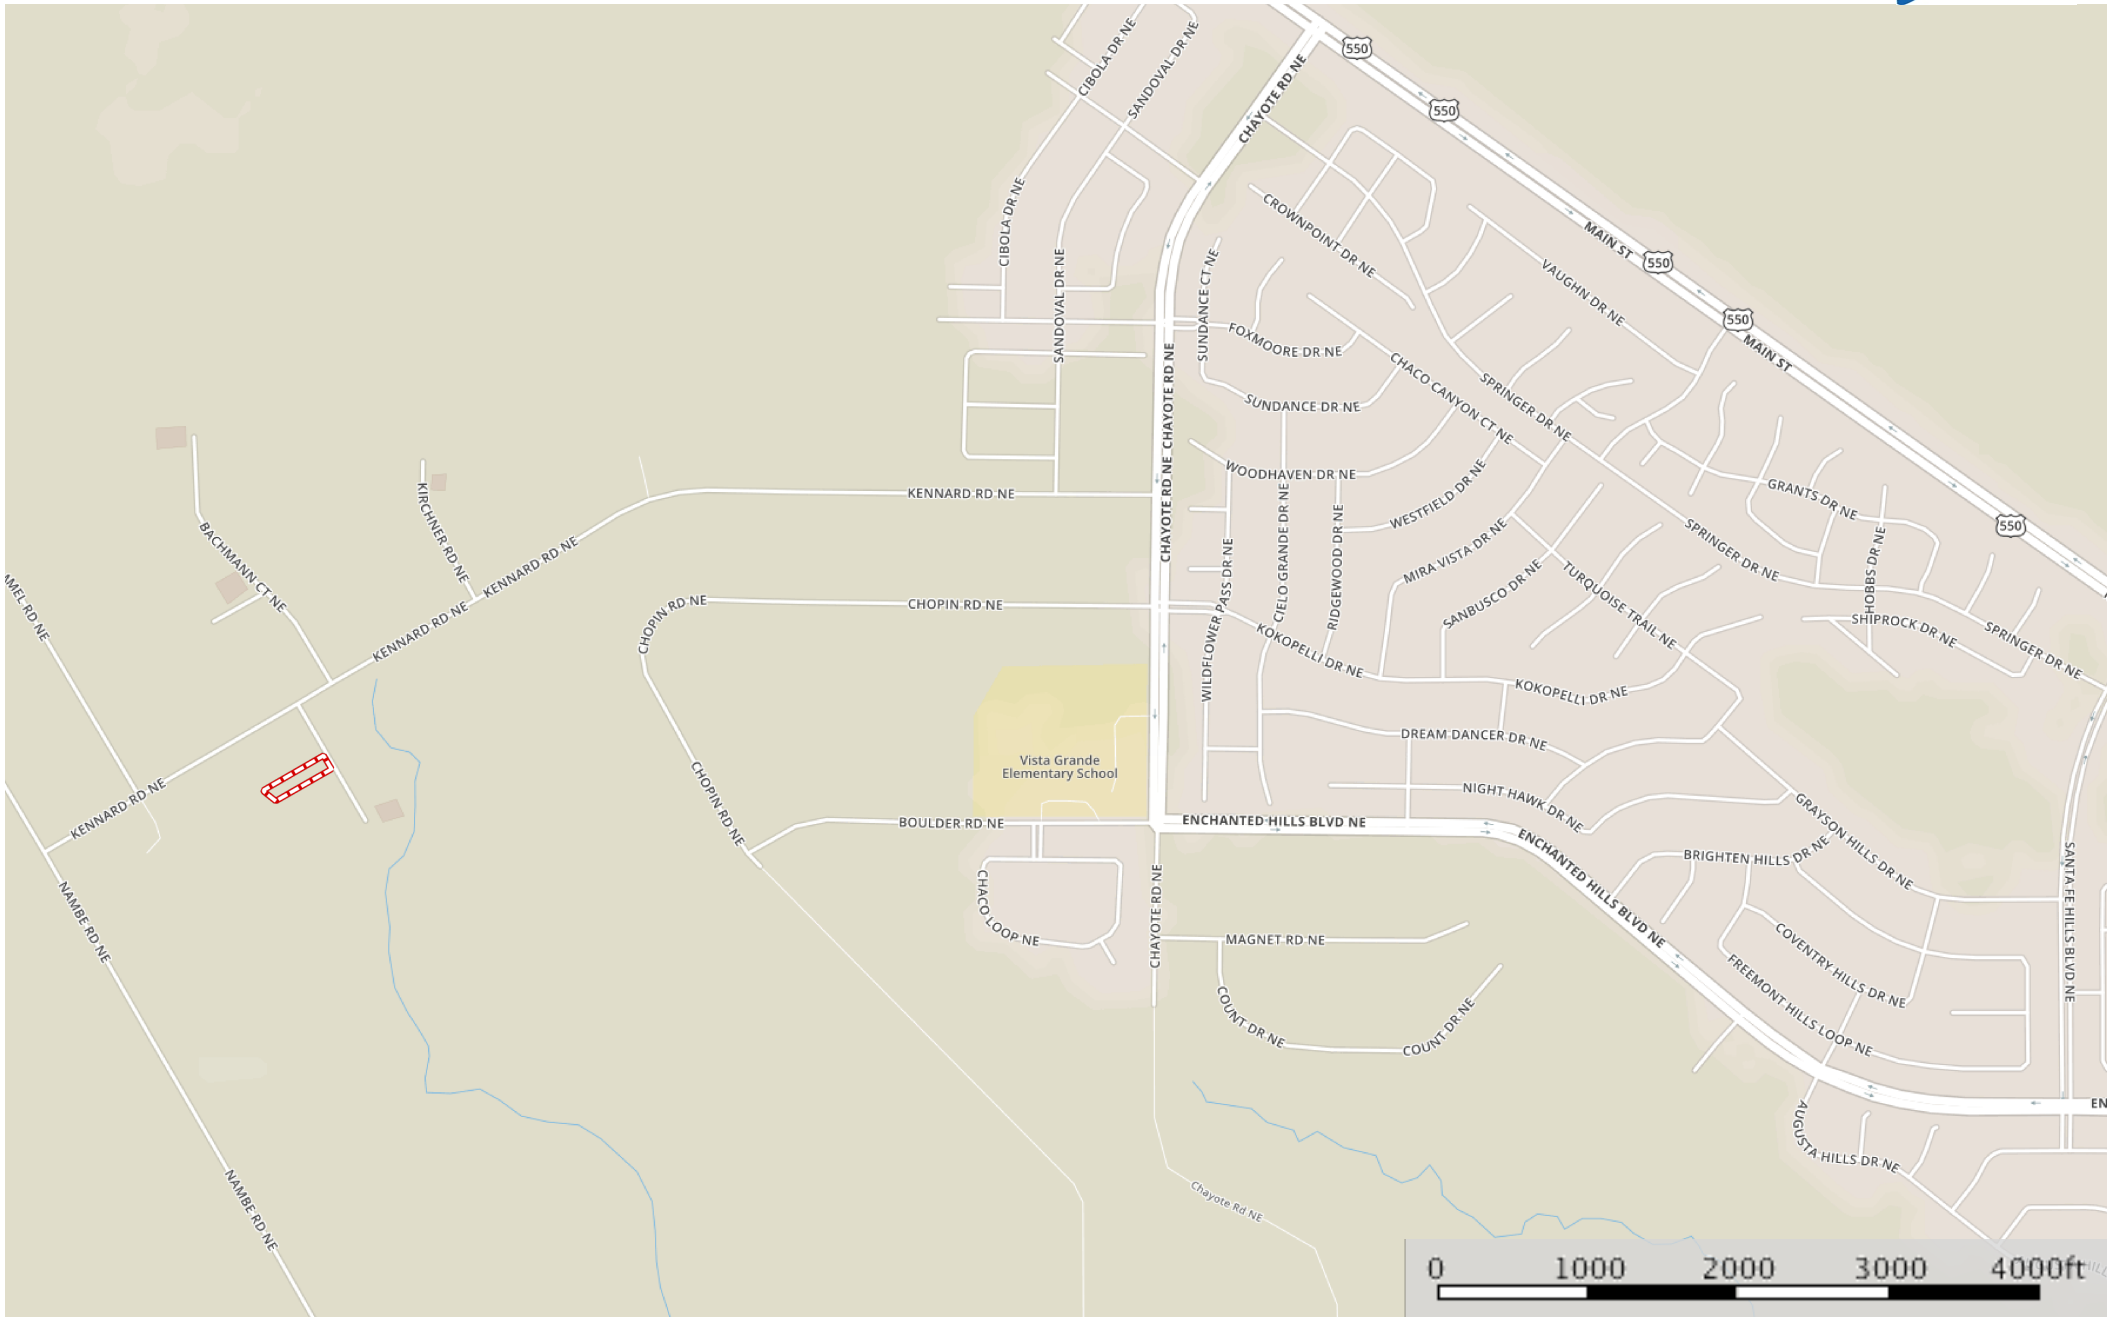 550
CIBOLA DR NE
SANDOVAL DR NE
CHAYOTE RD NE
550
CIBOLA DR NE
CROWNPOINT DR NE
MAIN ST
550
SANDOVAL DR NE
SUNDANCE CT NE
VAUGHN DR NE
550
FOXMOORE DR NE
MAIN ST
CHAYOTE RD NE
CHACO CANYON CT NE
SPRINGER DR NE
SUNDANCE DR NE
WOODHAVEN DR NE
KENNARD RD NE
WESTFIELD DR NE
GRANTS DR NE
550
KIRCHNER RD NE
BACHMANN CT NE
KENNARD RD NE
CHAYOTE RD NE
CIELO GRANDE DR NE
RIDGEWOOD DR NE
MIRA VISTA DR NE
SPRINGER DR NE
HOBBS DR NE
AMEL RD NE
KENNARD RD NE
CHOPIN RD NE
CHOPIN RD NE
WILDFLOWER PASS DR NE
KOKOPELLI DR NE
SANBUSCO DR NE
TURQUOISE TRAIL NE
SHIPROCK DR NE
SPRINGER DR NE
KOKOPELLI DR NE
DREAM DANCER DR NE
Vista Grande
Elementary School
KENNARD RD NE
CHOPIN RD NE
NIGHT HAWK DR NE
BOULDER RD NE
ENCHANTED HILLS BLVD NE
GRAYSON HILLS DR NE
BRIGHTEN HILLS DR NE
ENCHANTED HILLS BLVD NE
SANTA FE HILLS BLVD NE
NAMBE RD NE
CHACO LOOP NE
CHAYOTE RD NE
MAGNET RD NE
COVENTRY HILLS DR NE
FREEMONT HILLS LOOP NE
COUNT DR NE
COUNT DR NE
EN
AUGUSTA HILLS DR NE
NAMBE RD NE
Chayote Rd NE
0 1000 2000 3000 4000ft